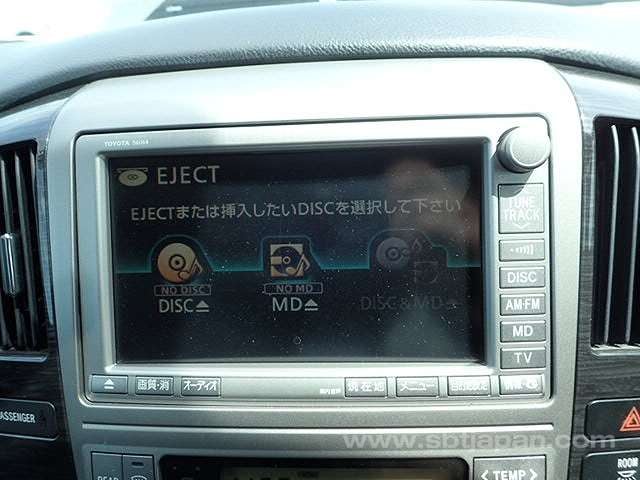 TOYOTA
EJECT
EJECTまたは挿入したいDISCを選択して下さい
NO DISC
NO MD
DISC⏏
MD⏏
DISC & MD⏏
TUNE
TRACK
DISC
AM·FM
MD
TV
画質·消
オーディオ
現在地
メニュー
目的地設定
PASSENGER
REAR
TEMP
ROOM
www.sbtjapan.com